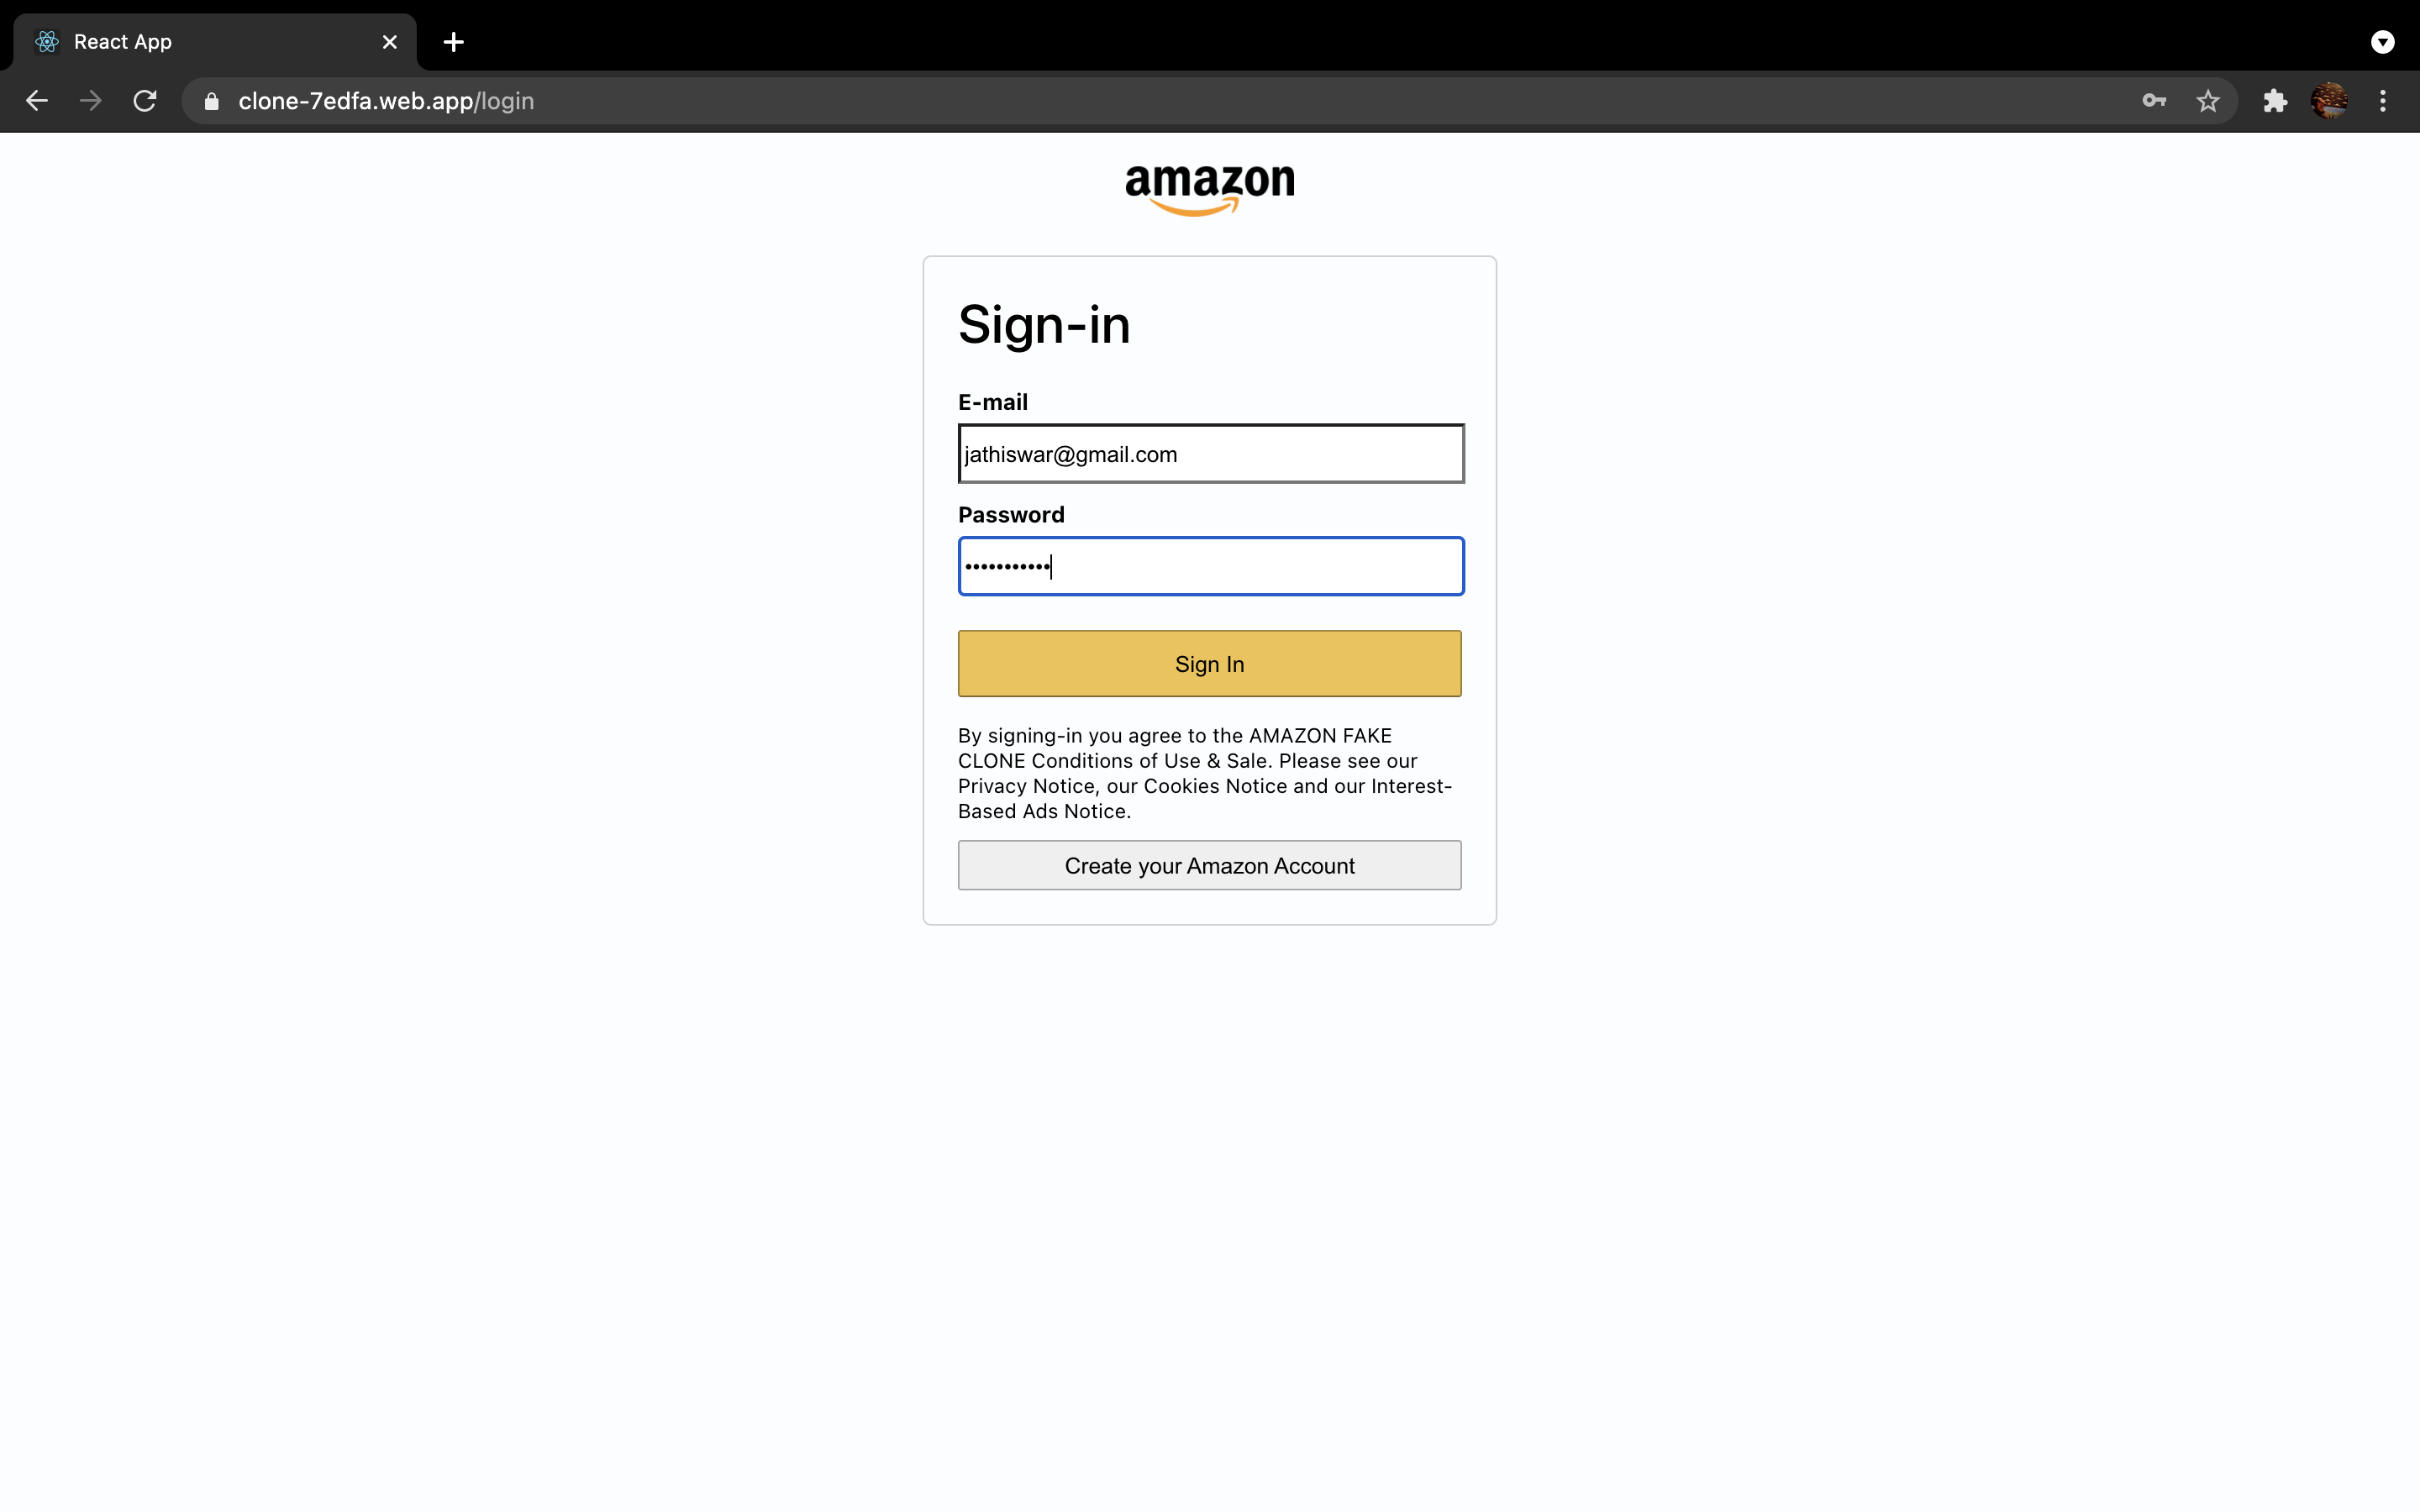 React App
clone-7edfa.web.app/login
amazon
Sign-in
E-mail
jathiswar@gmail.com
Password
•••••••••••
Sign In
By signing-in you agree to the AMAZON FAKE
CLONE Conditions of Use & Sale. Please see our
Privacy Notice, our Cookies Notice and our Interest-
Based Ads Notice.
Create your Amazon Account